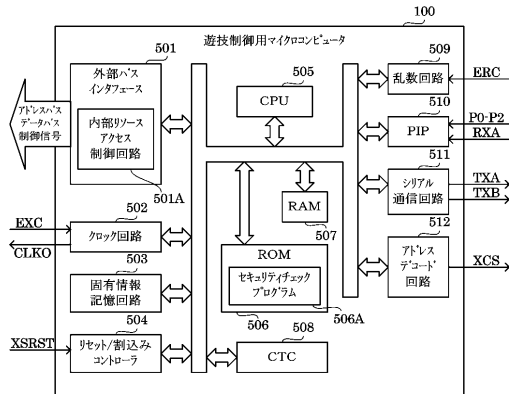 100
遊技制御用マイクロコンピュータ
501
外部バス
インタフェース
内部リソース
アクセス
制御回路
501A
アドレスバス
データバス
制御信号
EXC
CLKO
502
クロック回路
503
固有情報
記憶回路
504
XSRST
リセット/割込み
コントローラ
505
CPU
RAM
507
ROM
セキュリティチェック
プログラム
506
506A
508
CTC
509
乱数回路
ERC
510
PIP
P0-P2
RXA
511
シリアル
通信回路
TXA
TXB
512
アドレス
デコード
回路
XCS